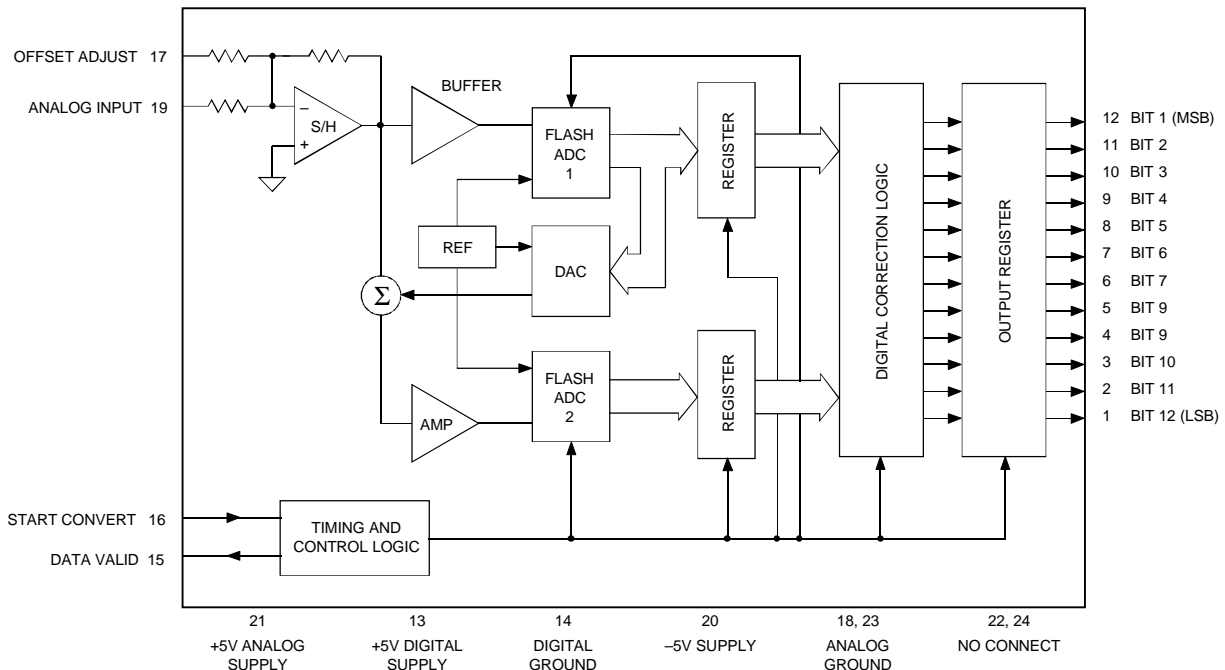 OFFSET ADJUST 17
ANALOG INPUT 19
S/H
BUFFER
FLASH
ADC
1
REGISTER
REF
DAC
Σ
AMP
FLASH
ADC
2
REGISTER
DIGITAL CORRECTION LOGIC
OUTPUT REGISTER
12 BIT 1 (MSB)
11 BIT 2
10 BIT 3
9 BIT 4
8 BIT 5
7 BIT 6
6 BIT 7
5 BIT 9
4 BIT 9
3 BIT 10
2 BIT 11
1 BIT 12 (LSB)
START CONVERT 16
DATA VALID 15
TIMING AND
CONTROL LOGIC
21
+5V ANALOG
SUPPLY
13
+5V DIGITAL
SUPPLY
14
DIGITAL
GROUND
20
–5V SUPPLY
18, 23
ANALOG
GROUND
22, 24
NO CONNECT